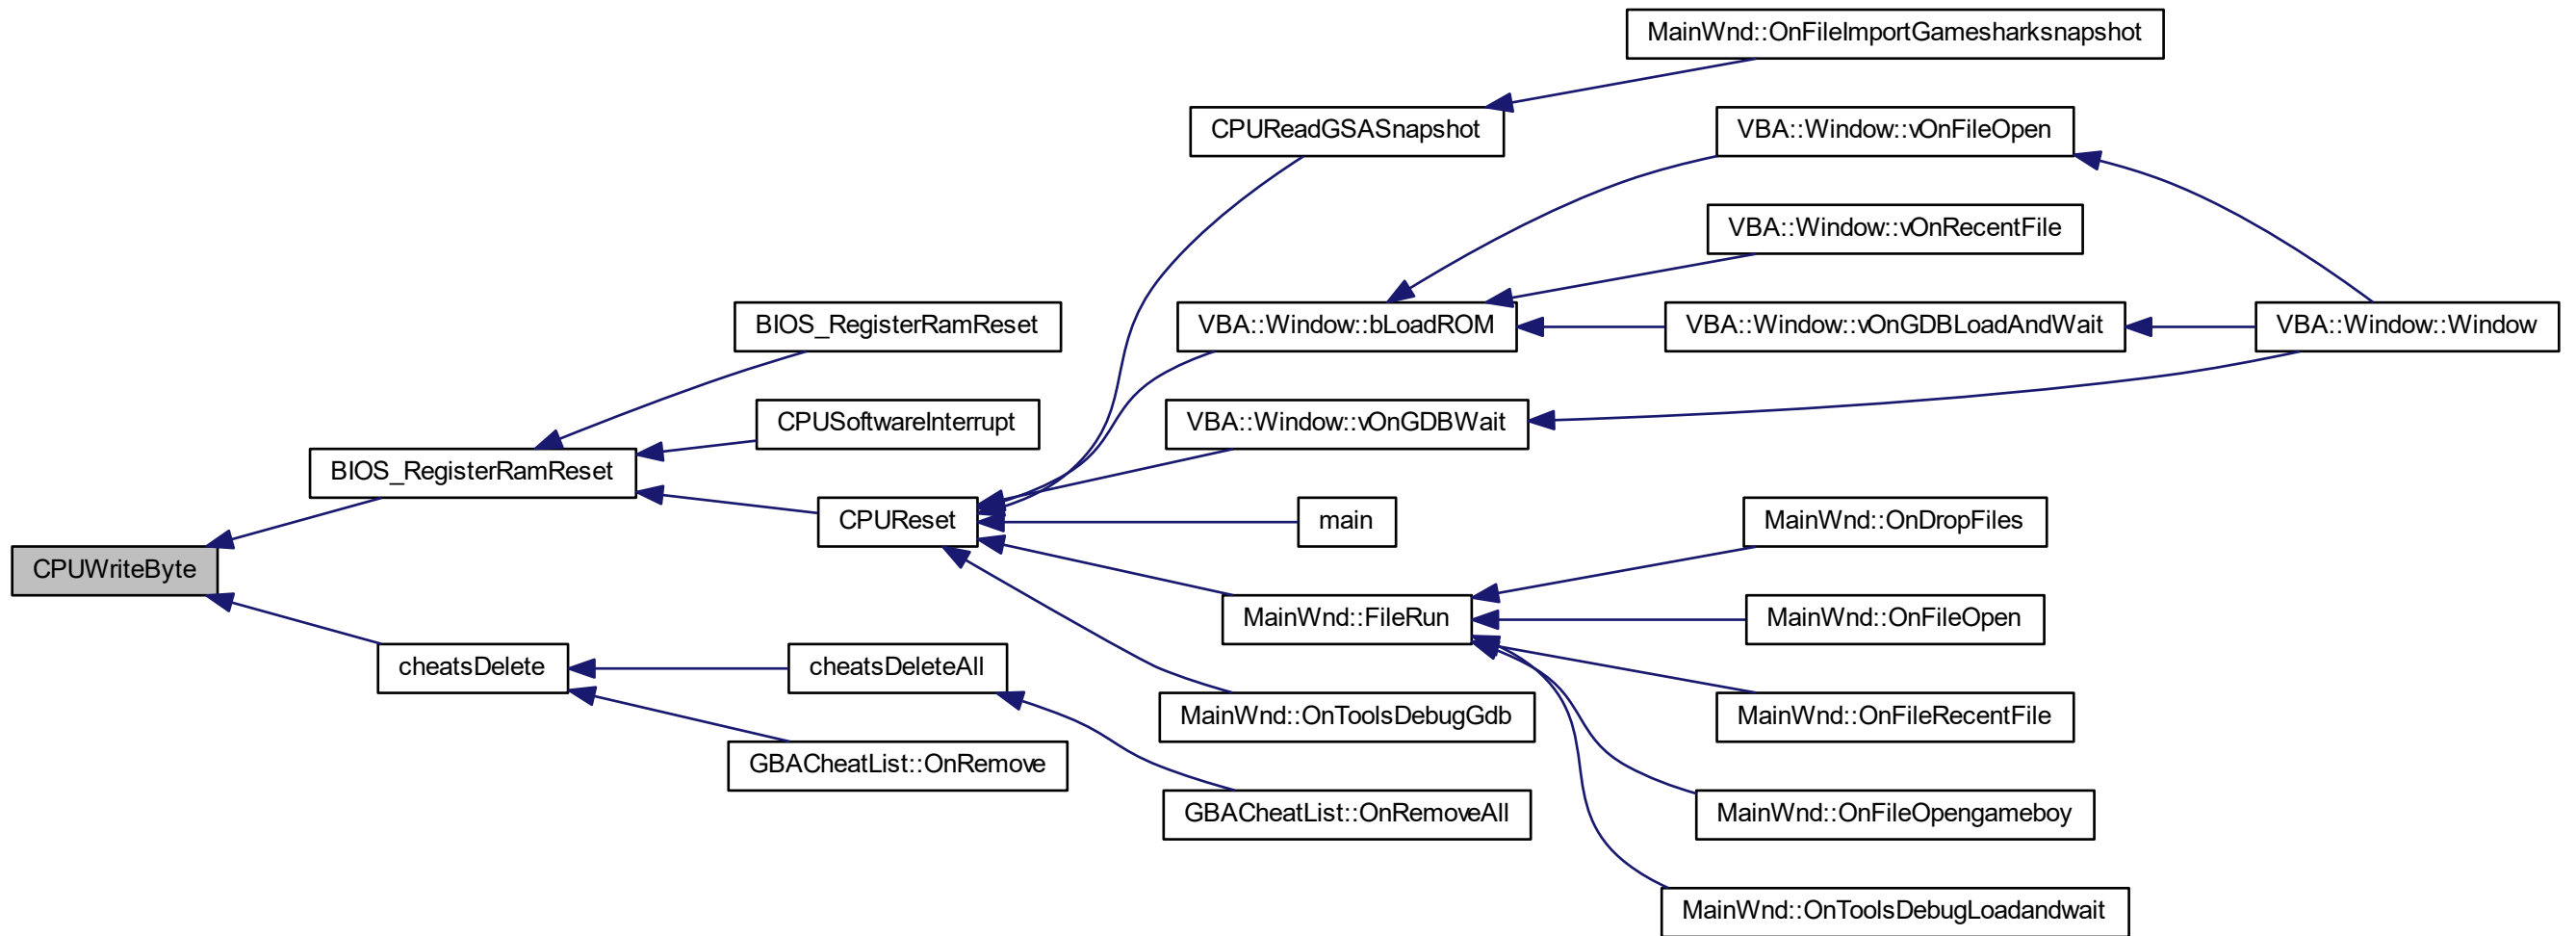 MainWnd::OnFileImportGamesharksnapshot
CPUReadGSASnapshot
VBA::Window::vOnFileOpen
VBA::Window::vOnRecentFile
BIOS_RegisterRamReset
VBA::Window::bLoadROM
VBA::Window::vOnGDBLoadAndWait
VBA::Window::Window
CPUSoftwareInterrupt
VBA::Window::vOnGDBWait
BIOS_RegisterRamReset
CPUReset
main
MainWnd::OnDropFiles
CPUWriteByte
MainWnd::FileRun
MainWnd::OnFileOpen
cheatsDelete
cheatsDeleteAll
MainWnd::OnToolsDebugGdb
MainWnd::OnFileRecentFile
GBACheatList::OnRemove
GBACheatList::OnRemoveAll
MainWnd::OnFileOpengameboy
MainWnd::OnToolsDebugLoadandwait